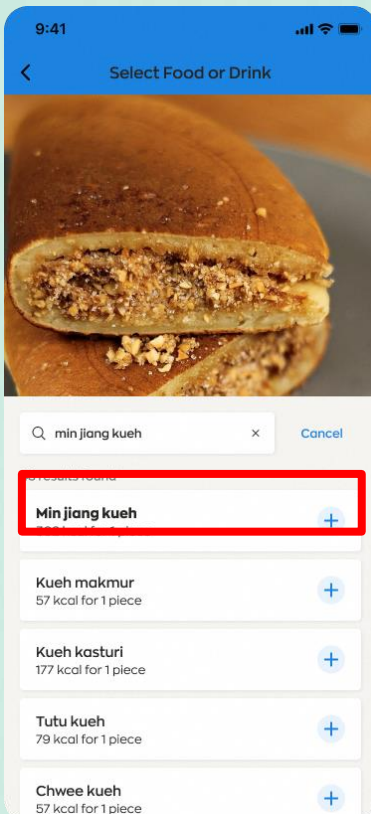 9:41
Select Food or Drink
min jiang kueh
Cancel
results found
Min jiang kueh
Kueh makmur
57 kcal for 1 piece
Kueh kasturi
177 kcal for 1 piece
Tutu kueh
79 kcal for 1 piece
Chwee kueh
57 kcal for 1 piece